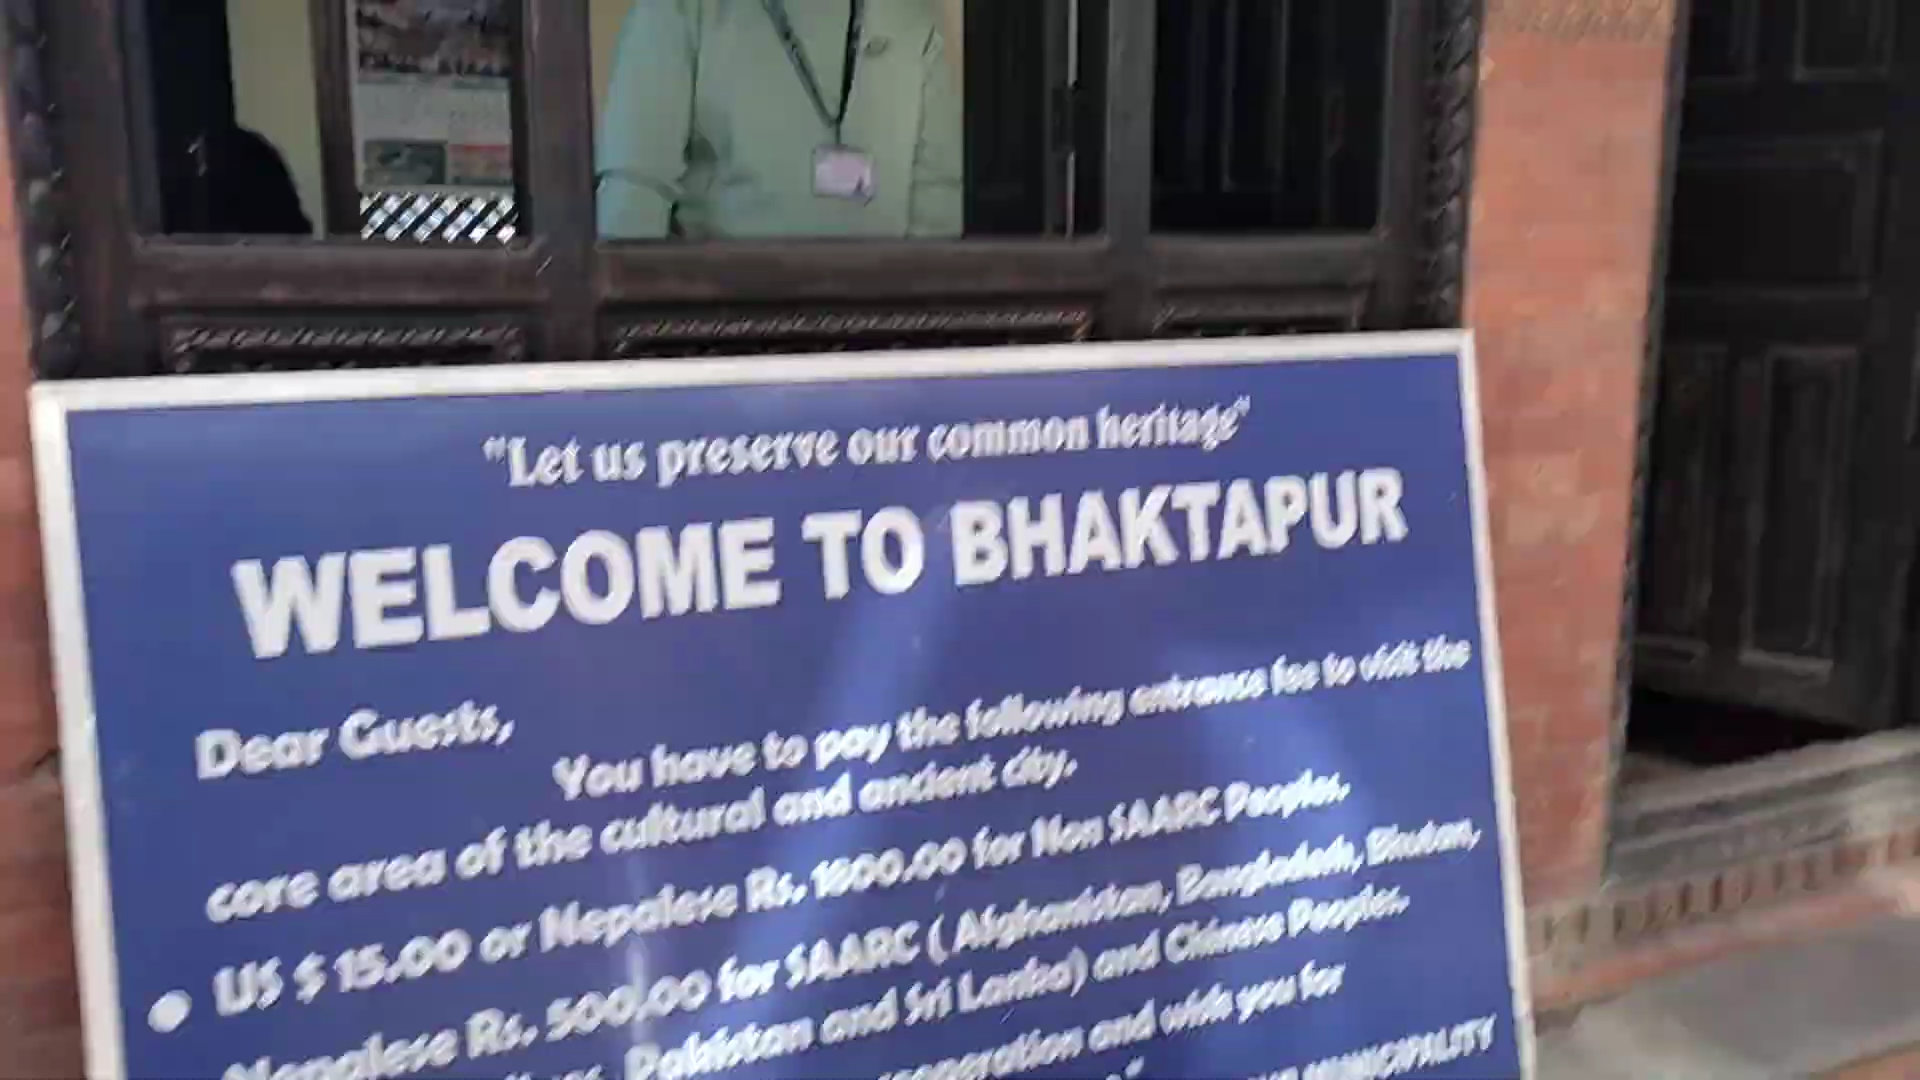 "Let us preserve our common heritage"
WELCOME TO BHAKTAPUR
Dear Guests,
You have to pay the following entrance fee to visit the
core area of the cultural and ancient city.
US $ 15.00 or Nepalese Rs. 1800.00 for Non SAARC Peoples.
Nepalese Rs. 500.00 for SAARC ( Afghanistan, Bangladesh, Bhutan,
Pakistan and Sri Lanka) and Chinese Peoples.
and wish you for
MUNICIPALITY